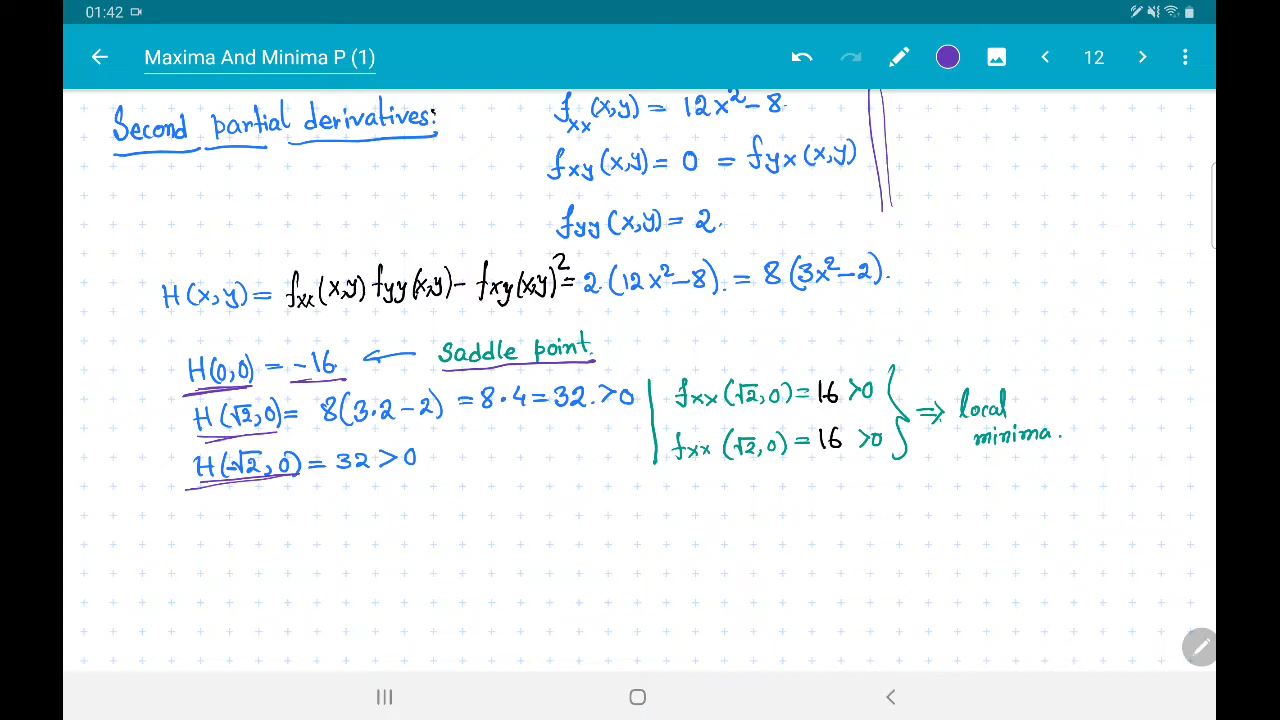 01:42
Maxima And Minima P (1)
12
Second partial derivatives:
fxx(x,y) = 12x²-8.
fxy(x,y) = 0 = fyx(x,y)
fyy(x,y) = 2.
H(x,y) = fxx(x,y) fyy(x,y) - fxy(x,y)² = 2.(12x²-8). = 8(3x²-2).
H(0,0) = -16. ← Saddle point.
H(√2,0) = 8(3·2-2) = 8·4 = 32. >0
fxx(√2,0) = 16 >0
H(-√2,0) = 32 >0
fxx(√2,0) = 16 >0
⇒ local
minima.